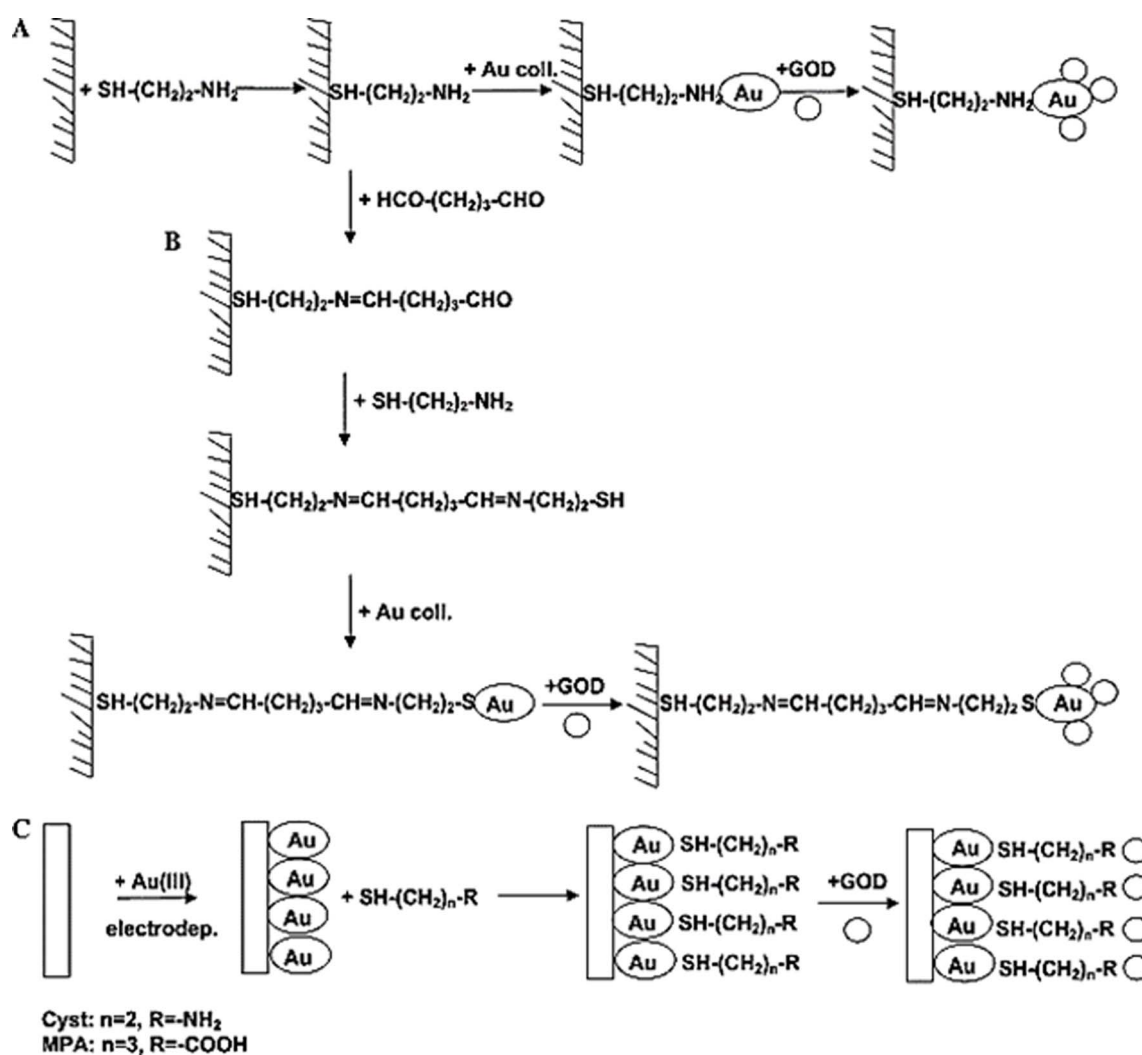 A
+ SH-(CH₂)₂-NH₂
SH-(CH₂)₂-NH₂
+ Au coll.
SH-(CH₂)₂-NH₂ Au
+GOD
SH-(CH₂)₂-NH₂ Au
+ HCO-(CH₂)₃-CHO
B
SH-(CH₂)₂-N=CH-(CH₂)₃-CHO
+ SH-(CH₂)₂-NH₂
SH-(CH₂)₂-N=CH-(CH₂)₃-CH=N-(CH₂)₂-SH
+ Au coll.
SH-(CH₂)₂-N=CH-(CH₂)₃-CH=N-(CH₂)₂-S Au
+GOD
SH-(CH₂)₂-N=CH-(CH₂)₃-CH=N-(CH₂)₂ S Au
C
+ Au(III)
electrodep.
Au
Au
Au
Au
+ SH-(CH₂)ₙ-R
Au SH-(CH₂)ₙ-R
Au SH-(CH₂)ₙ-R
Au SH-(CH₂)ₙ-R
Au SH-(CH₂)ₙ-R
+GOD
Au SH-(CH₂)ₙ-R
Au SH-(CH₂)ₙ-R
Au SH-(CH₂)ₙ-R
Au SH-(CH₂)ₙ-R
Cyst: n=2, R=-NH₂
MPA: n=3, R=-COOH